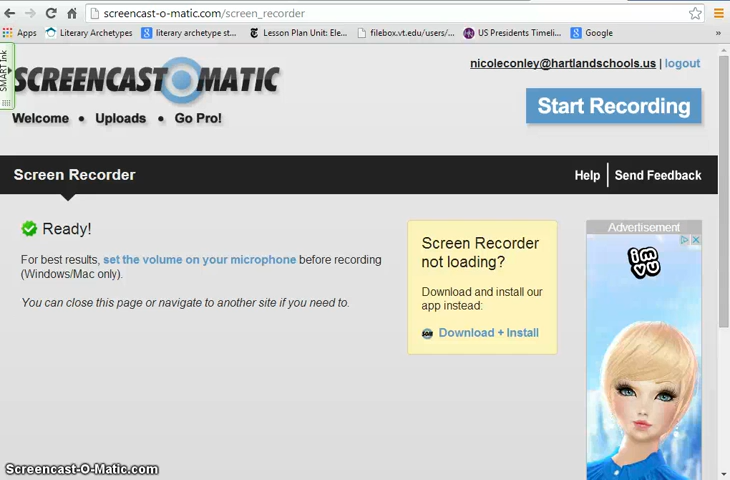 screencast-o-matic.com/screen_recorder
Apps Literary Archetypes literary archetype st... Lesson Plan Unit: Ele... filebox.vt.edu/users/... US Presidents Timeli... Google
SMART Ink
SCREENCAST O MATIC
nicoleconley@hartlandschools.us | logout
Start Recording
Welcome • Uploads • Go Pro!
Screen Recorder
Help | Send Feedback
Ready!
For best results, set the volume on your microphone before recording
(Windows/Mac only).
You can close this page or navigate to another site if you need to.
Screen Recorder
not loading?
Download and install our
app instead:
SOM Download + Install
Advertisement
imvu
Screencast-O-Matic.com